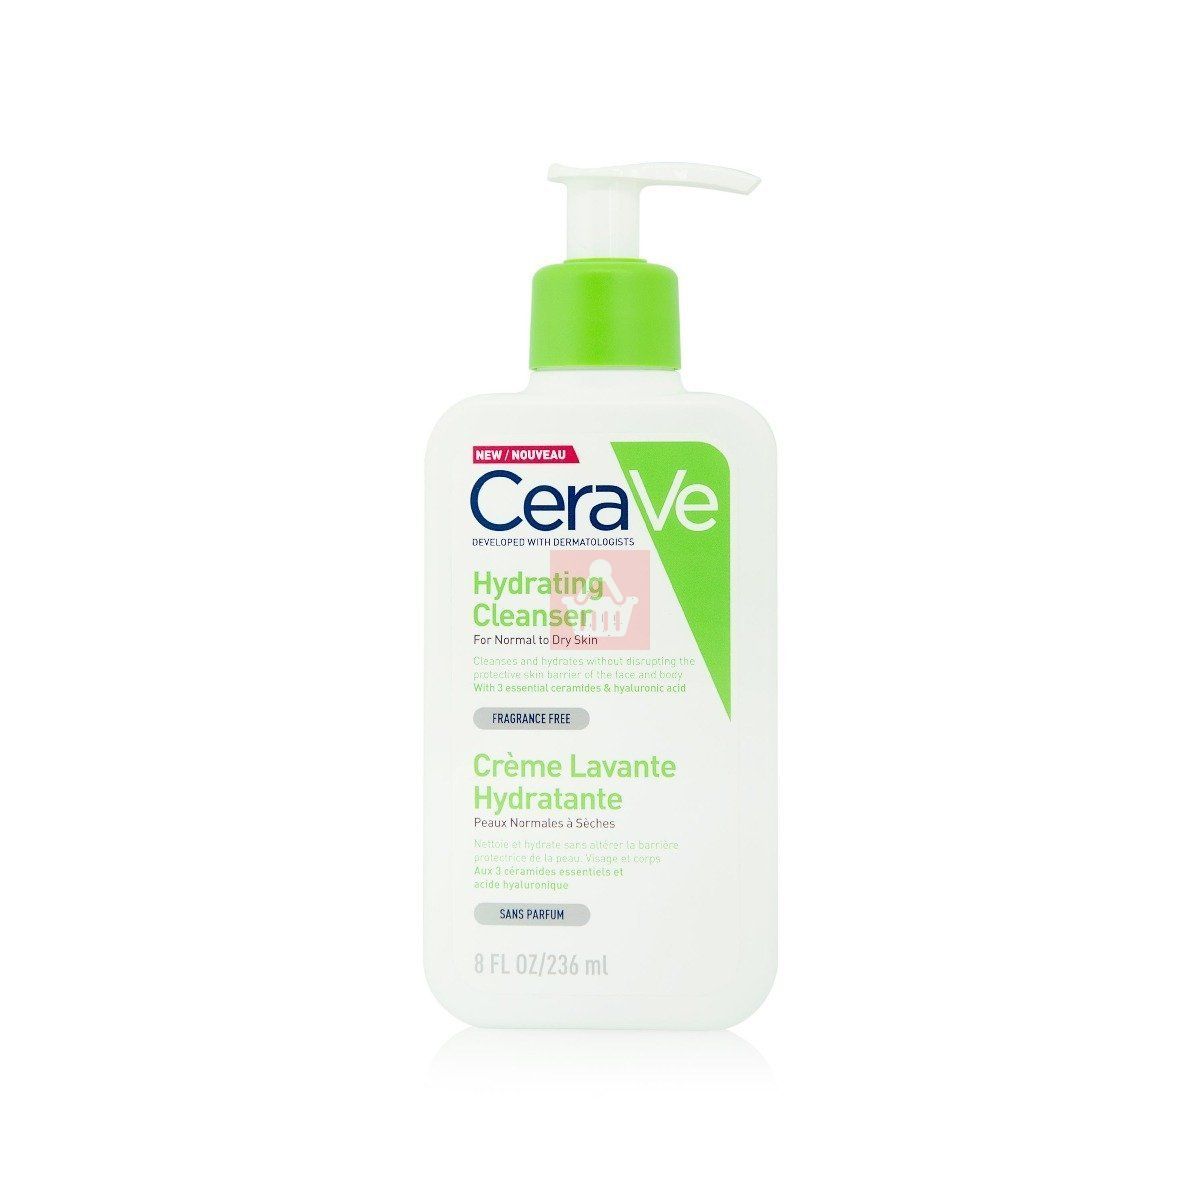 NEW / NOUVEAU
CeraVe
DEVELOPED WITH DERMATOLOGISTS
Hydrating
Cleanser
For Normal to Dry Skin
Cleanses and hydrates without disrupting the
protective skin barrier of the face and body
With 3 essential ceramides & hyaluronic acid
FRAGRANCE FREE
Crème Lavante
Hydratante
Peaux Normales à Sèches
Nettoie et hydrate sans altérer la barrière
protectrice de la peau. Visage et corps
Aux 3 céramides essentiels et
acide hyaluronique
SANS PARFUM
8 FL OZ/236 ml